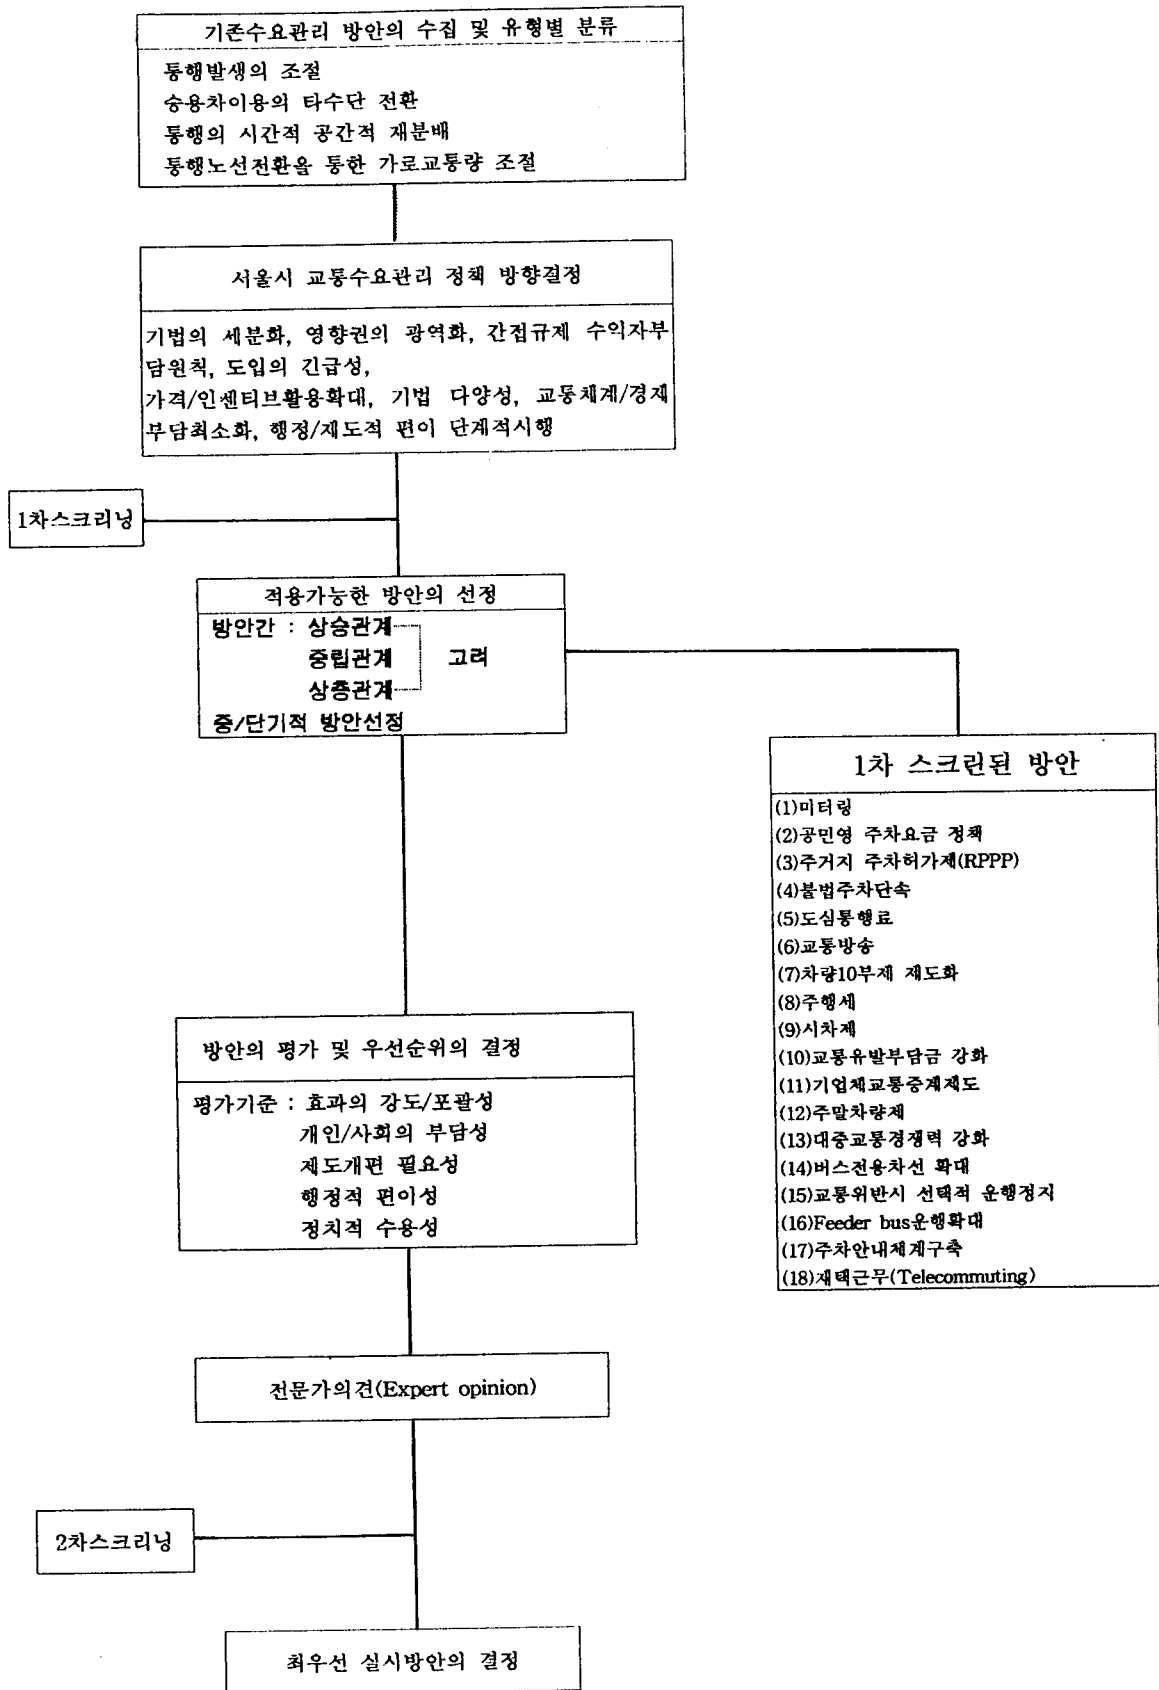 기존수요관리 방안의 수집 및 유형별 분류
통행발생의 조절
승용차이용의 타수단 전환
통행의 시간적 공간적 재분배
통행노선전환을 통한 가로교통량 조절
서울시 교통수요관리 정책 방향결정
기법의 세분화, 영향권의 광역화, 간접규제 수익자부
담원칙, 도입의 긴급성,
가격/인센티브활용확대, 기법 다양성, 교통체계/경제
부담최소화, 행정/제도적 편이 단계적시행
1차스크리닝
적용가능한 방안의 선정
방안간 : 상승관계
중립관계 고려
상충관계
중/단기적 방안선정
1차 스크린된 방안
(1)미터링
(2)공민영 주차요금 정책
(3)주거지 주차허가제(RPPP)
(4)불법주차단속
(5)도심통행료
(6)교통방송
(7)차량10부제 제도화
(8)주행세
(9)시차제
(10)교통유발부담금 강화
(11)기업체교통중계제도
(12)주말차량제
(13)대중교통경쟁력 강화
(14)버스전용차선 확대
(15)교통위반시 선택적 운행정지
(16)Feeder bus운행확대
(17)주차안내체계구축
(18)재택근무(Telecommuting)
방안의 평가 및 우선순위의 결정
평가기준 : 효과의 강도/포괄성
개인/사회의 부담성
제도개편 필요성
행정적 편이성
정치적 수용성
전문가의견(Expert opinion)
2차스크리닝
최우선 실시방안의 결정